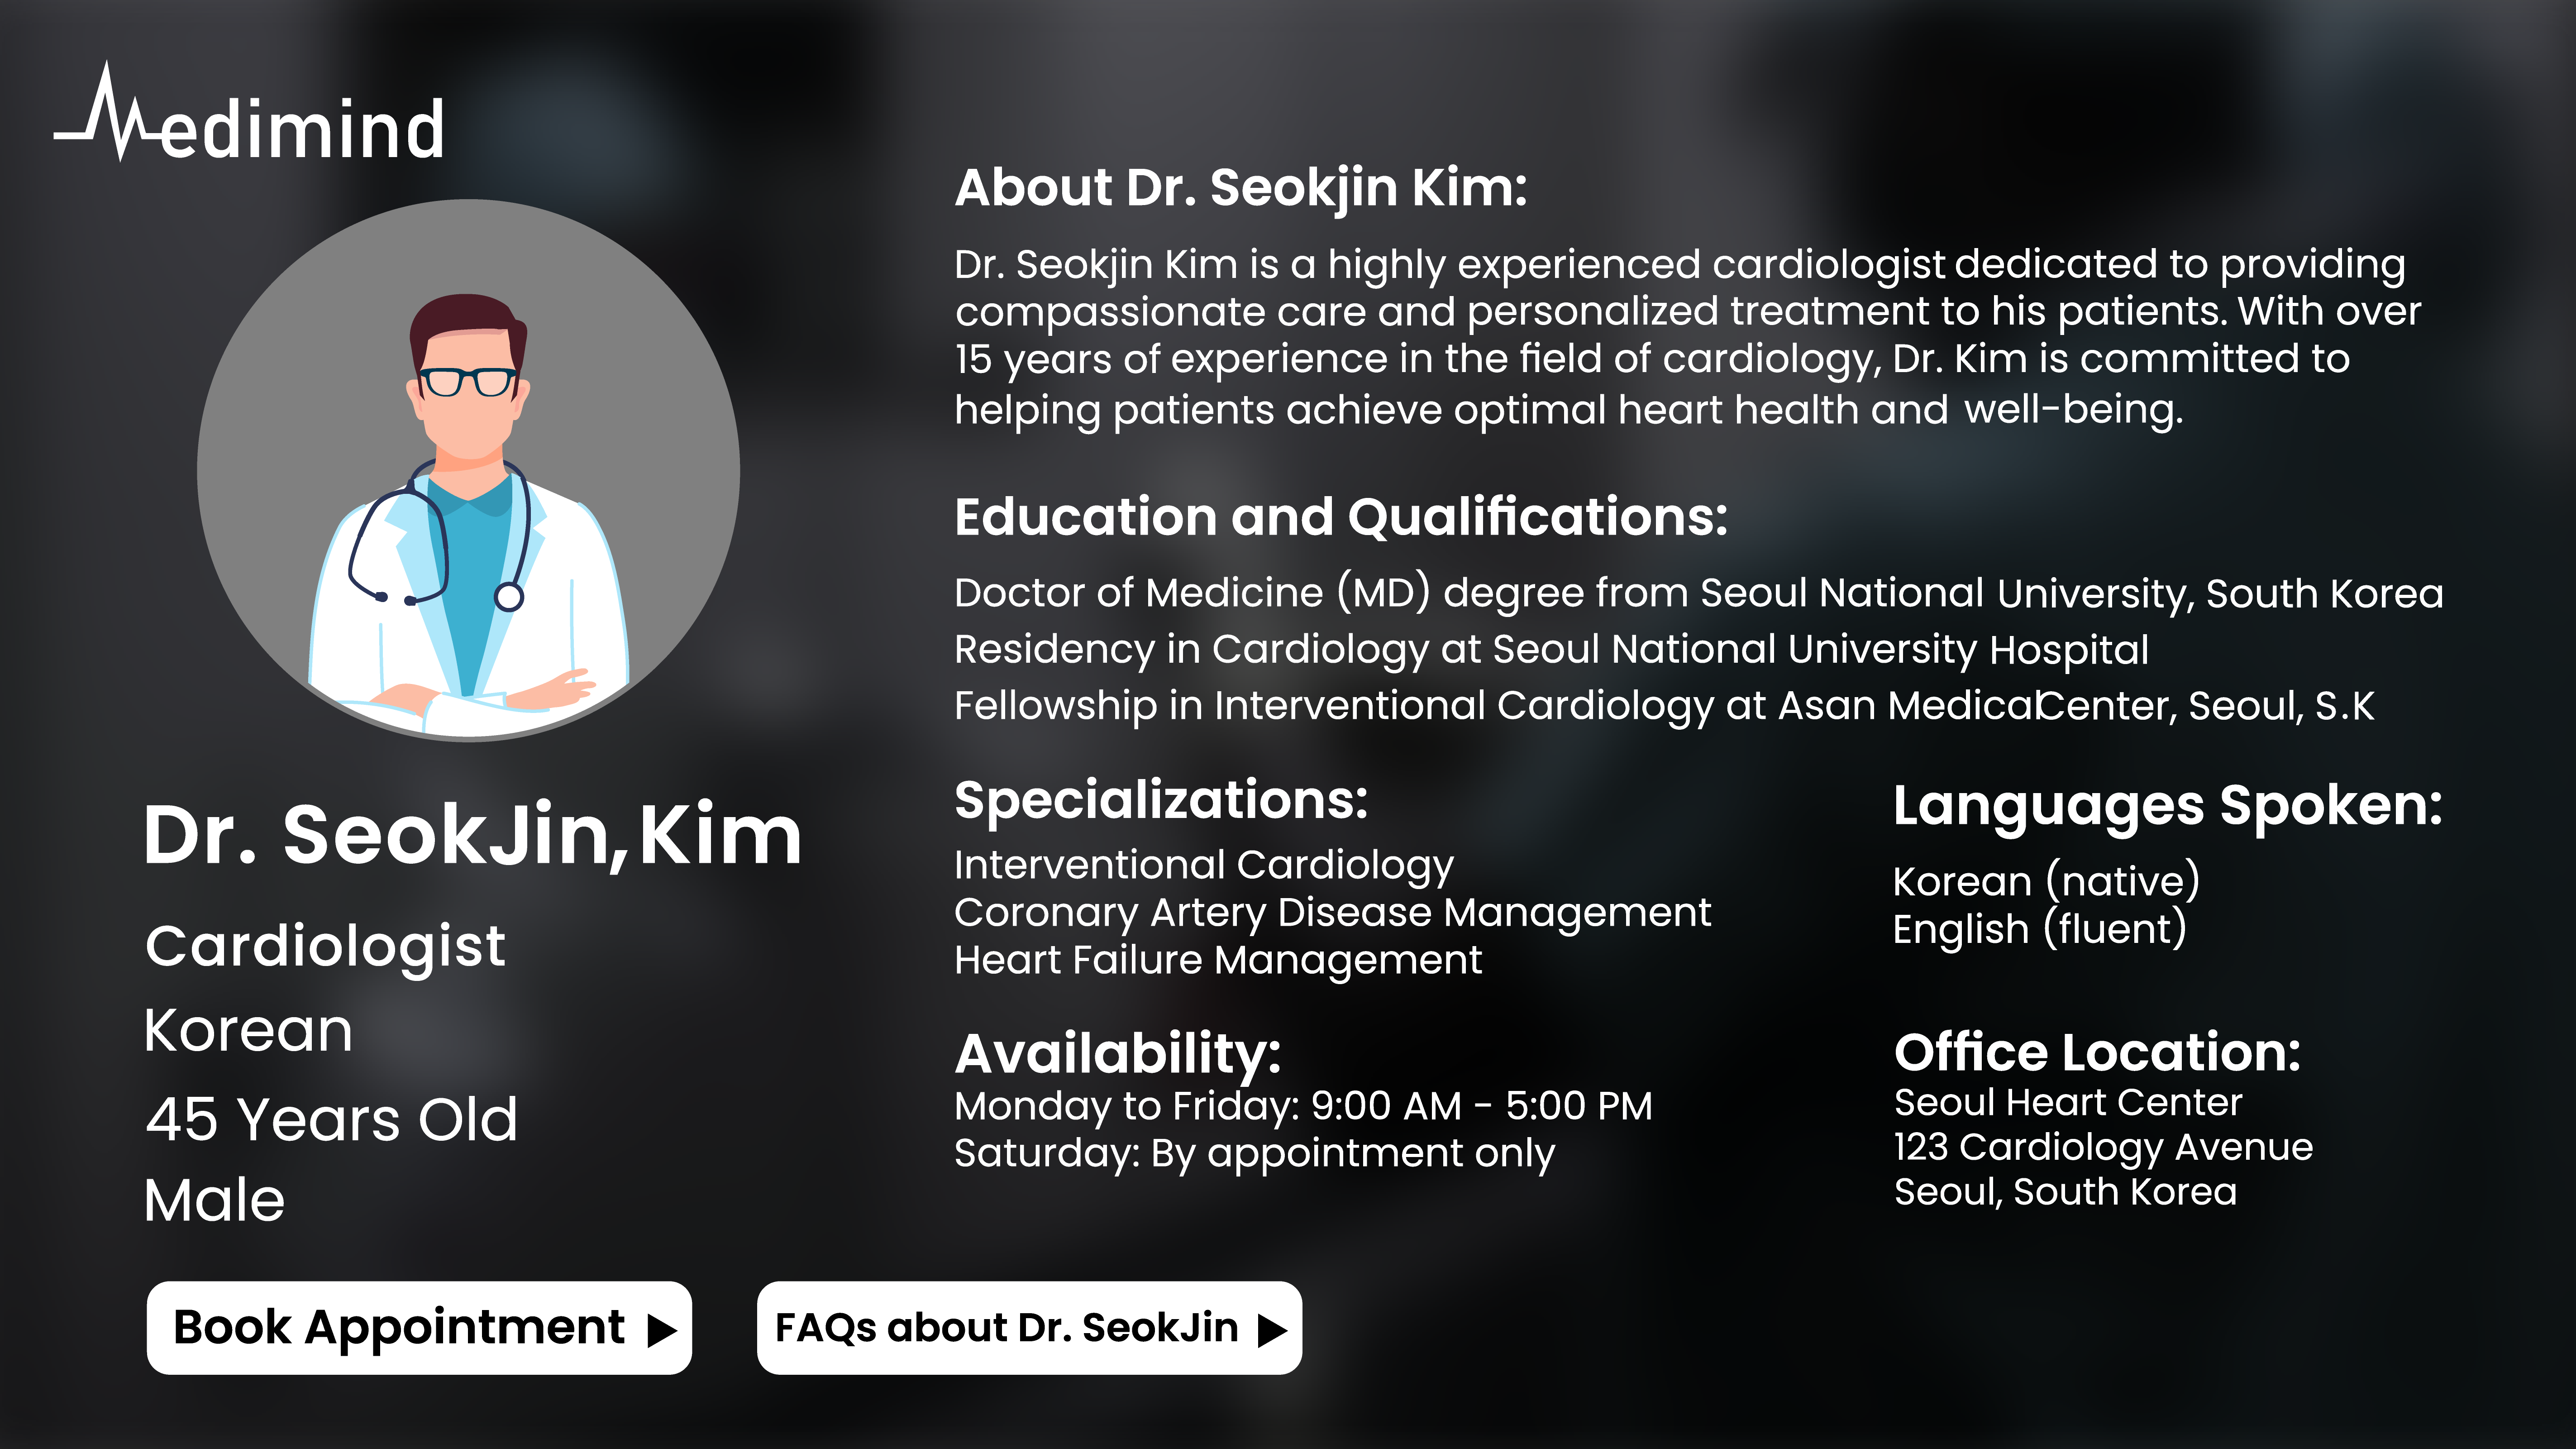 Medimind
Dr. SeokJin, Kim
Cardiologist
Korean
45 Years Old
Male
Book Appointment
FAQs about Dr. SeokJin
About Dr. Seokjin Kim:
Dr. Seokjin Kim is a highly experienced cardiologist dedicated to providing
compassionate care and personalized treatment to his patients. With over
15 years of experience in the field of cardiology, Dr. Kim is committed to
helping patients achieve optimal heart health and well-being.
Education and Qualifications:
Doctor of Medicine (MD) degree from Seoul National University, South Korea
Residency in Cardiology at Seoul National University Hospital
Fellowship in Interventional Cardiology at Asan Medical Center, Seoul, S.K
Specializations:
Interventional Cardiology
Coronary Artery Disease Management
Heart Failure Management
Languages Spoken:
Korean (native)
English (fluent)
Availability:
Monday to Friday: 9:00 AM - 5:00 PM
Saturday: By appointment only
Office Location:
Seoul Heart Center
123 Cardiology Avenue
Seoul, South Korea